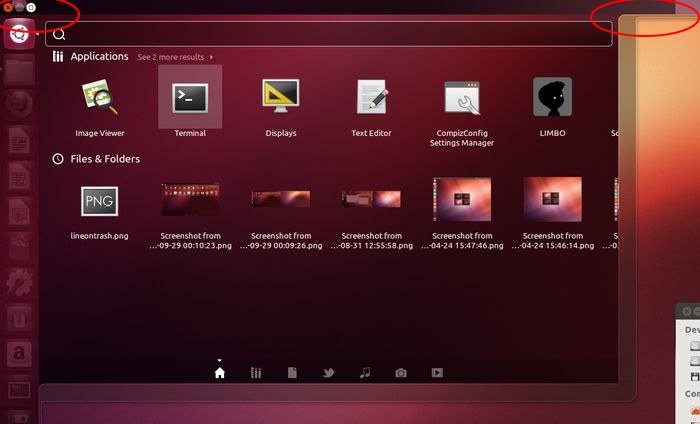 Applications See 2 more results
Image Viewer
Terminal
Displays
Text Editor
CompizConfig
Settings Manager
LIMBO
Files & Folders
PNG
lineontrash.png
Screenshot from
...-09-29 00:10:23.png
Screenshot from
...-09-29 00:09:26.png
Screenshot from
...-08-31 12:55:58.png
Screenshot from
...-04-24 15:47:46.png
Screenshot from
...-04-24 15:46:14.png
Dev
Com